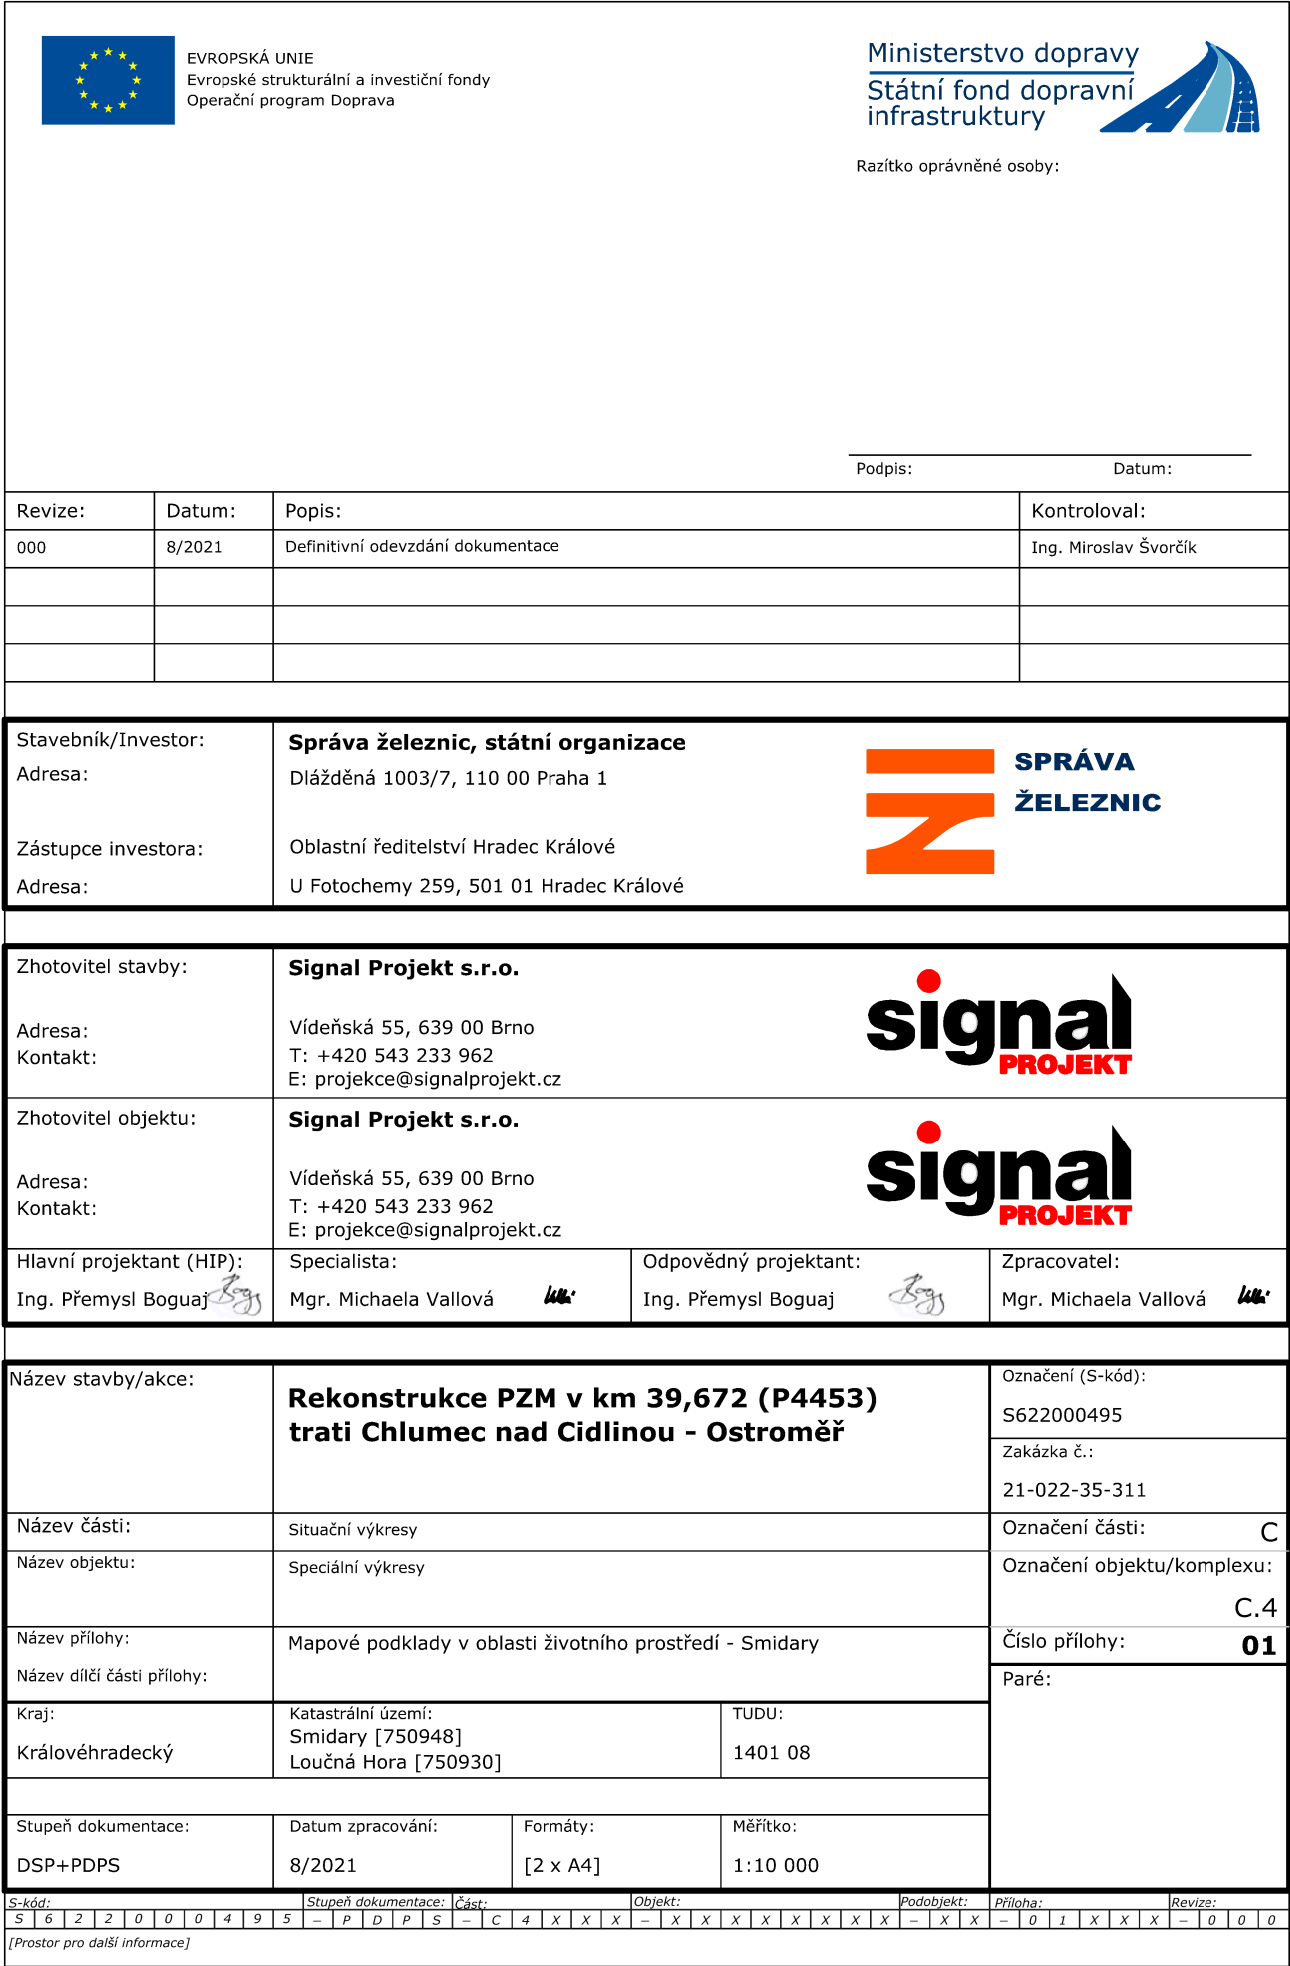 EVROPSKÁ UNIE
Evropské strukturální a investiční fondy
Operační program Doprava
Ministerstvo dopravy
Státní fond dopravní
infrastruktury
Razítko oprávněné osoby:
Podpis: Datum:
Revize: Datum: Popis: Kontroloval:
000 8/2021 Definitivní odevzdání dokumentace Ing. Miroslav Švorčík
Stavebník/Investor: Správa železnic, státní organizace
Adresa: Dlážděná 1003/7, 110 00 Praha 1
SPRÁVA
ŽELEZNIC
Zástupce investora: Oblastní ředitelství Hradec Králové
Adresa: U Fotochemy 259, 501 01 Hradec Králové
Zhotovitel stavby: Signal Projekt s.r.o.
Adresa: Vídeňská 55, 639 00 Brno
Kontakt: T: +420 543 233 962
E: projekce@signalprojekt.cz
signal
PROJEKT
Zhotovitel objektu: Signal Projekt s.r.o.
Adresa: Vídeňská 55, 639 00 Brno
Kontakt: T: +420 543 233 962
E: projekce@signalprojekt.cz
signal
PROJEKT
Hlavní projektant (HIP): Specialista: Odpovědný projektant: Zpracovatel:
Ing. Přemysl Boguaj Mgr. Michaela Vallová Ing. Přemysl Boguaj Mgr. Michaela Vallová
Název stavby/akce:
Rekonstrukce PZM v km 39,672 (P4453)
trati Chlumec nad Cidlinou - Ostroměř
Označení (S-kód):
S622000495
Zakázka č.:
21-022-35-311
Název části: Situační výkresy Označení části: C
Název objektu: Speciální výkresy Označení objektu/komplexu:
C.4
Název přílohy: Mapové podklady v oblasti životního prostředí - Smidary Číslo přílohy: 01
Název dílčí části přílohy:
Paré:
Kraj: Katastrální území: TUDU:
Královéhradecký Smidary [750948] 1401 08
Loučná Hora [750930]
Stupeň dokumentace: Datum zpracování: Formáty: Měřítko:
DSP+PDPS 8/2021 [2 x A4] 1:10 000
S-kód: Stupeň dokumentace: Část: Objekt: Podobjekt: Příloha: Revize:
S 6 2 2 0 0 0 4 9 5 – P D P S – C 4 X X X – X X X X X X X X – X X – 0 1 X X X – 0 0 0
[Prostor pro další informace]